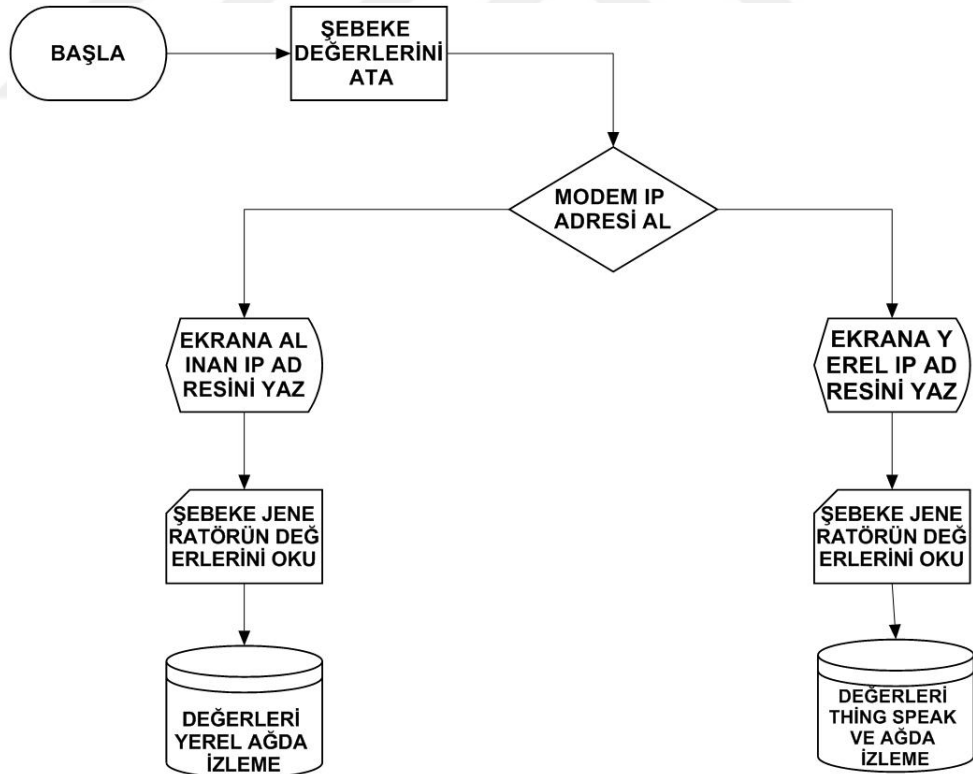 BAŞLA
ŞEBEKE
DEĞERLERİNİ
ATA
MODEM IP
ADRESİ AL
EKRANA AL
INAN IP AD
RESİNİ YAZ
EKRANA Y
EREL IP AD
RESİNİ YAZ
ŞEBEKE JENE
RATÖRÜN DEĞ
ERLERİNİ OKU
ŞEBEKE JENE
RATÖRÜN DEĞ
ERLERİNİ OKU
DEĞERLERİ
YEREL AĞDA
İZLEME
DEĞERLERİ
THİNG SPEAK
VE AĞDA
İZLEME